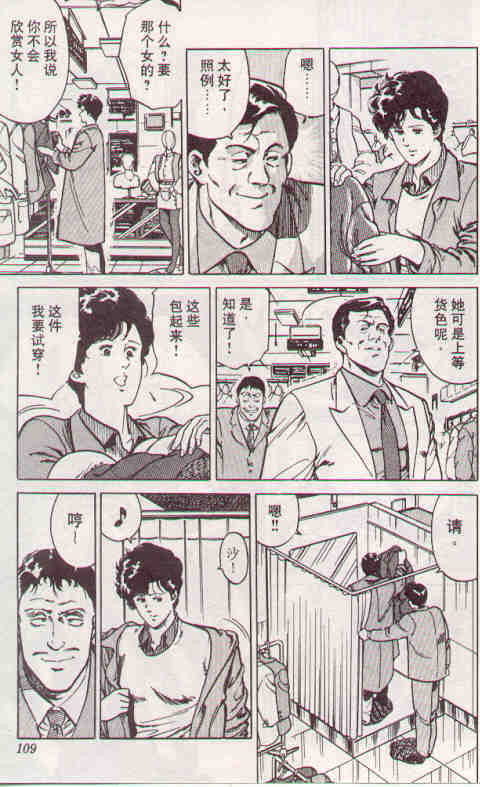 嗯……
太好了．
照例……
什么？要
那个女的？
所以我说
你不会
欣赏女人！
她可是上等
货色呢．
是．
知道了！
这些
包起来！
这件
我要试穿！
请。
嗯!!
沙！
♪
哼～
109